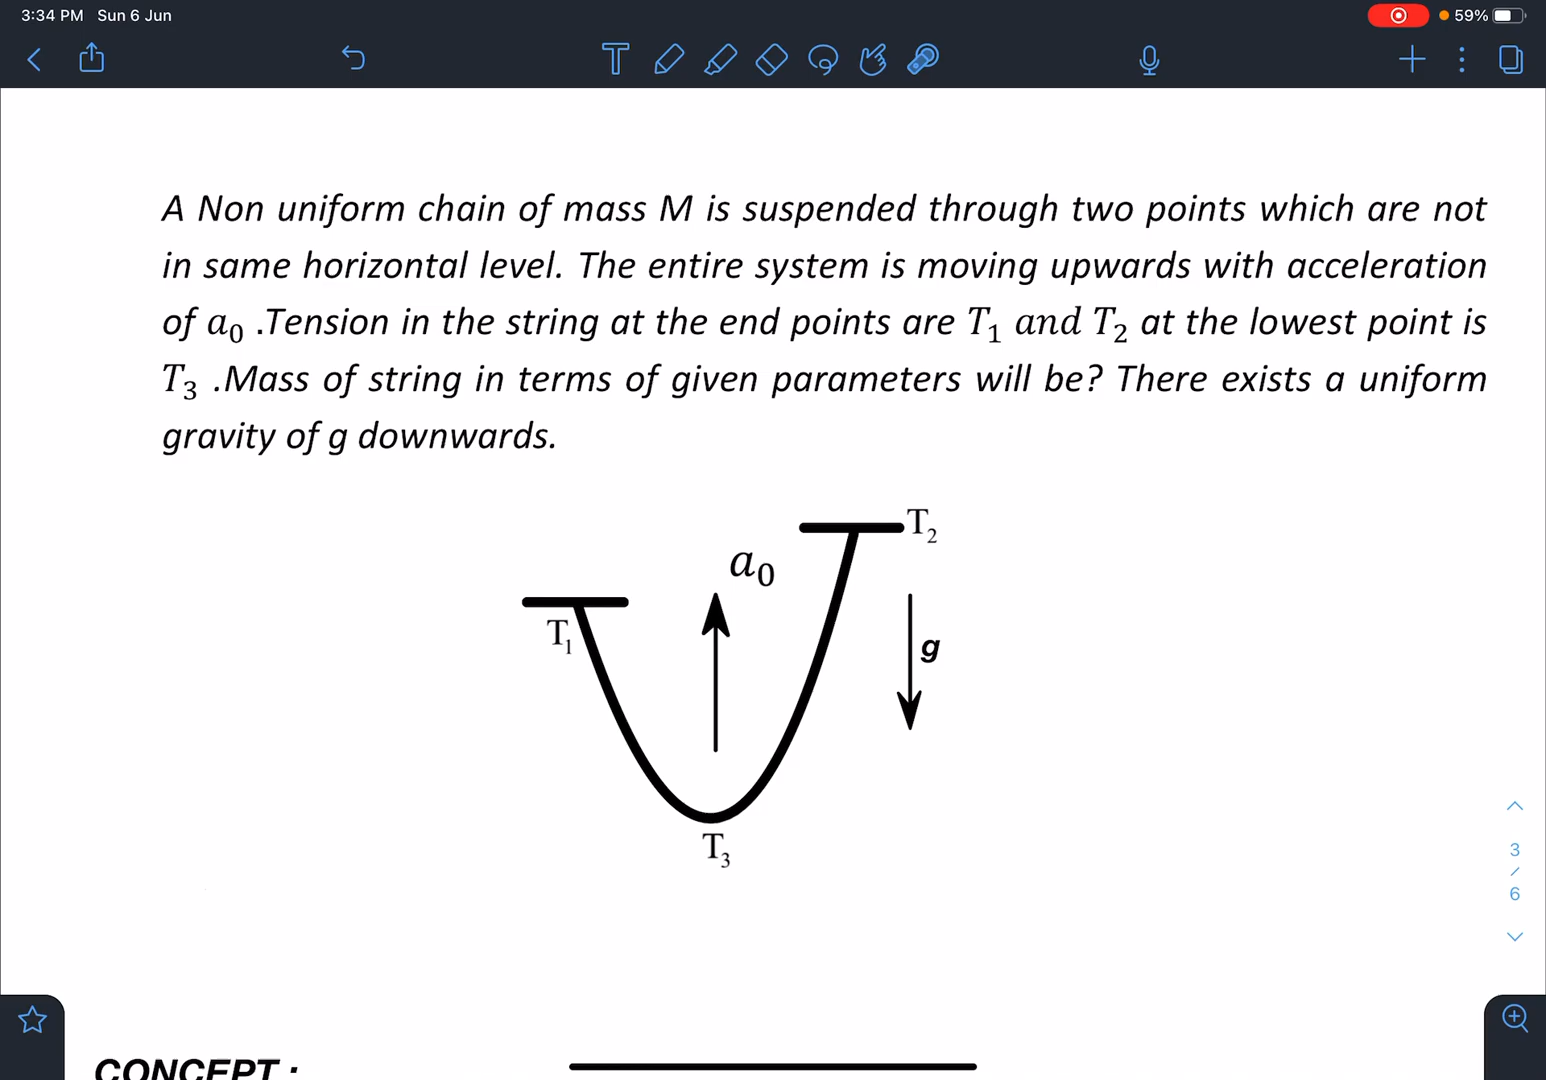 3:34 PM Sun 6 Jun
59%
A Non uniform chain of mass M is suspended through two points which are not
in same horizontal level. The entire system is moving upwards with acceleration
of a₀ .Tension in the string at the end points are T₁ and T₂ at the lowest point is
T₃ .Mass of string in terms of given parameters will be? There exists a uniform
gravity of g downwards.
T₂
a₀
T₁
g
T₃
3
/
6
CONCEPT :